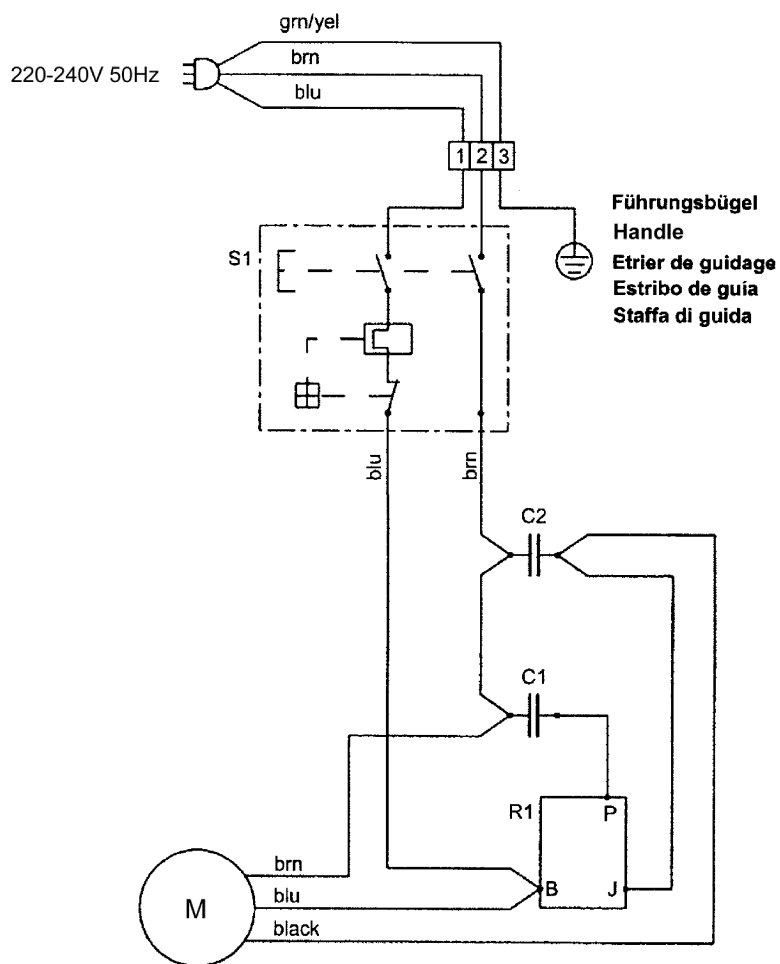 grn/yel
220-240V 50Hz
brn
blu
1 2 3
Führungsbügel
Handle
Etrier de guidage
Estribo de guia
Staffa di guida
S1
blu
brn
C2
C1
R1
P
B
J
brn
blu
black
M